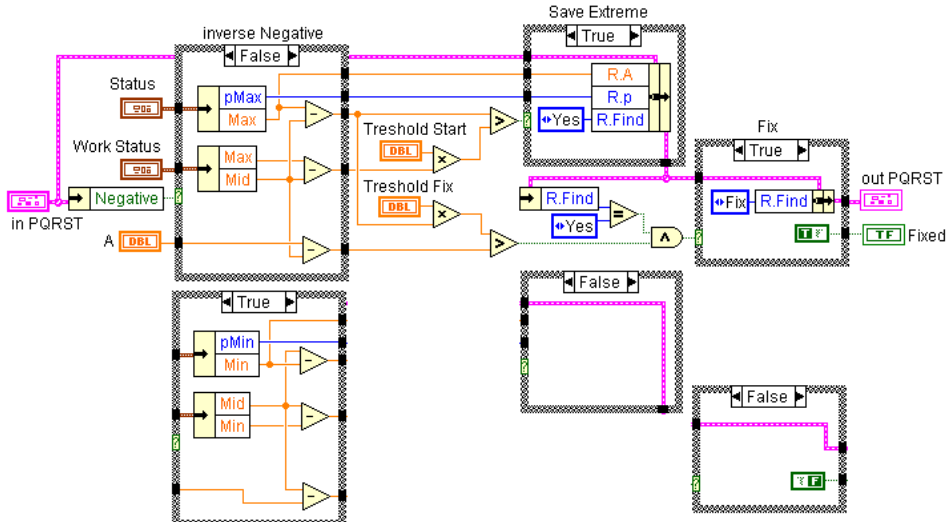 Save Extreme
inverse Negative
True
False
R.A
Status
pMax
R.p
Max
Yes
R.Find
Treshold Start
Fix
Work Status
DBL
True
Max
Mid
Treshold Fix
out PQRST
Negative
DBL
R.Find
Fix
R.Find
in PQRST
Yes
A
DBL
T
TF
Fixed
False
True
pMin
Min
False
Mid
Min
F